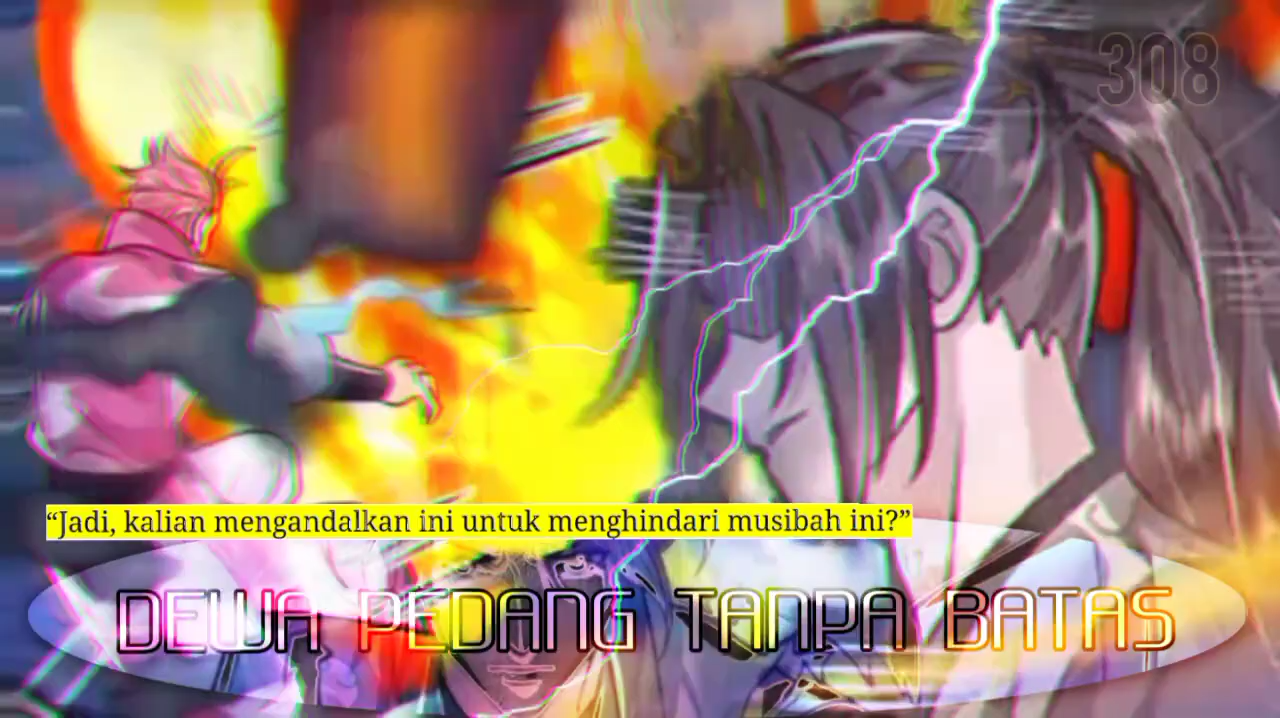 308
“Jadi, kalian mengandalkan ini untuk menghindari musibah ini?”
DEWA PEDANG TANPA BATAS